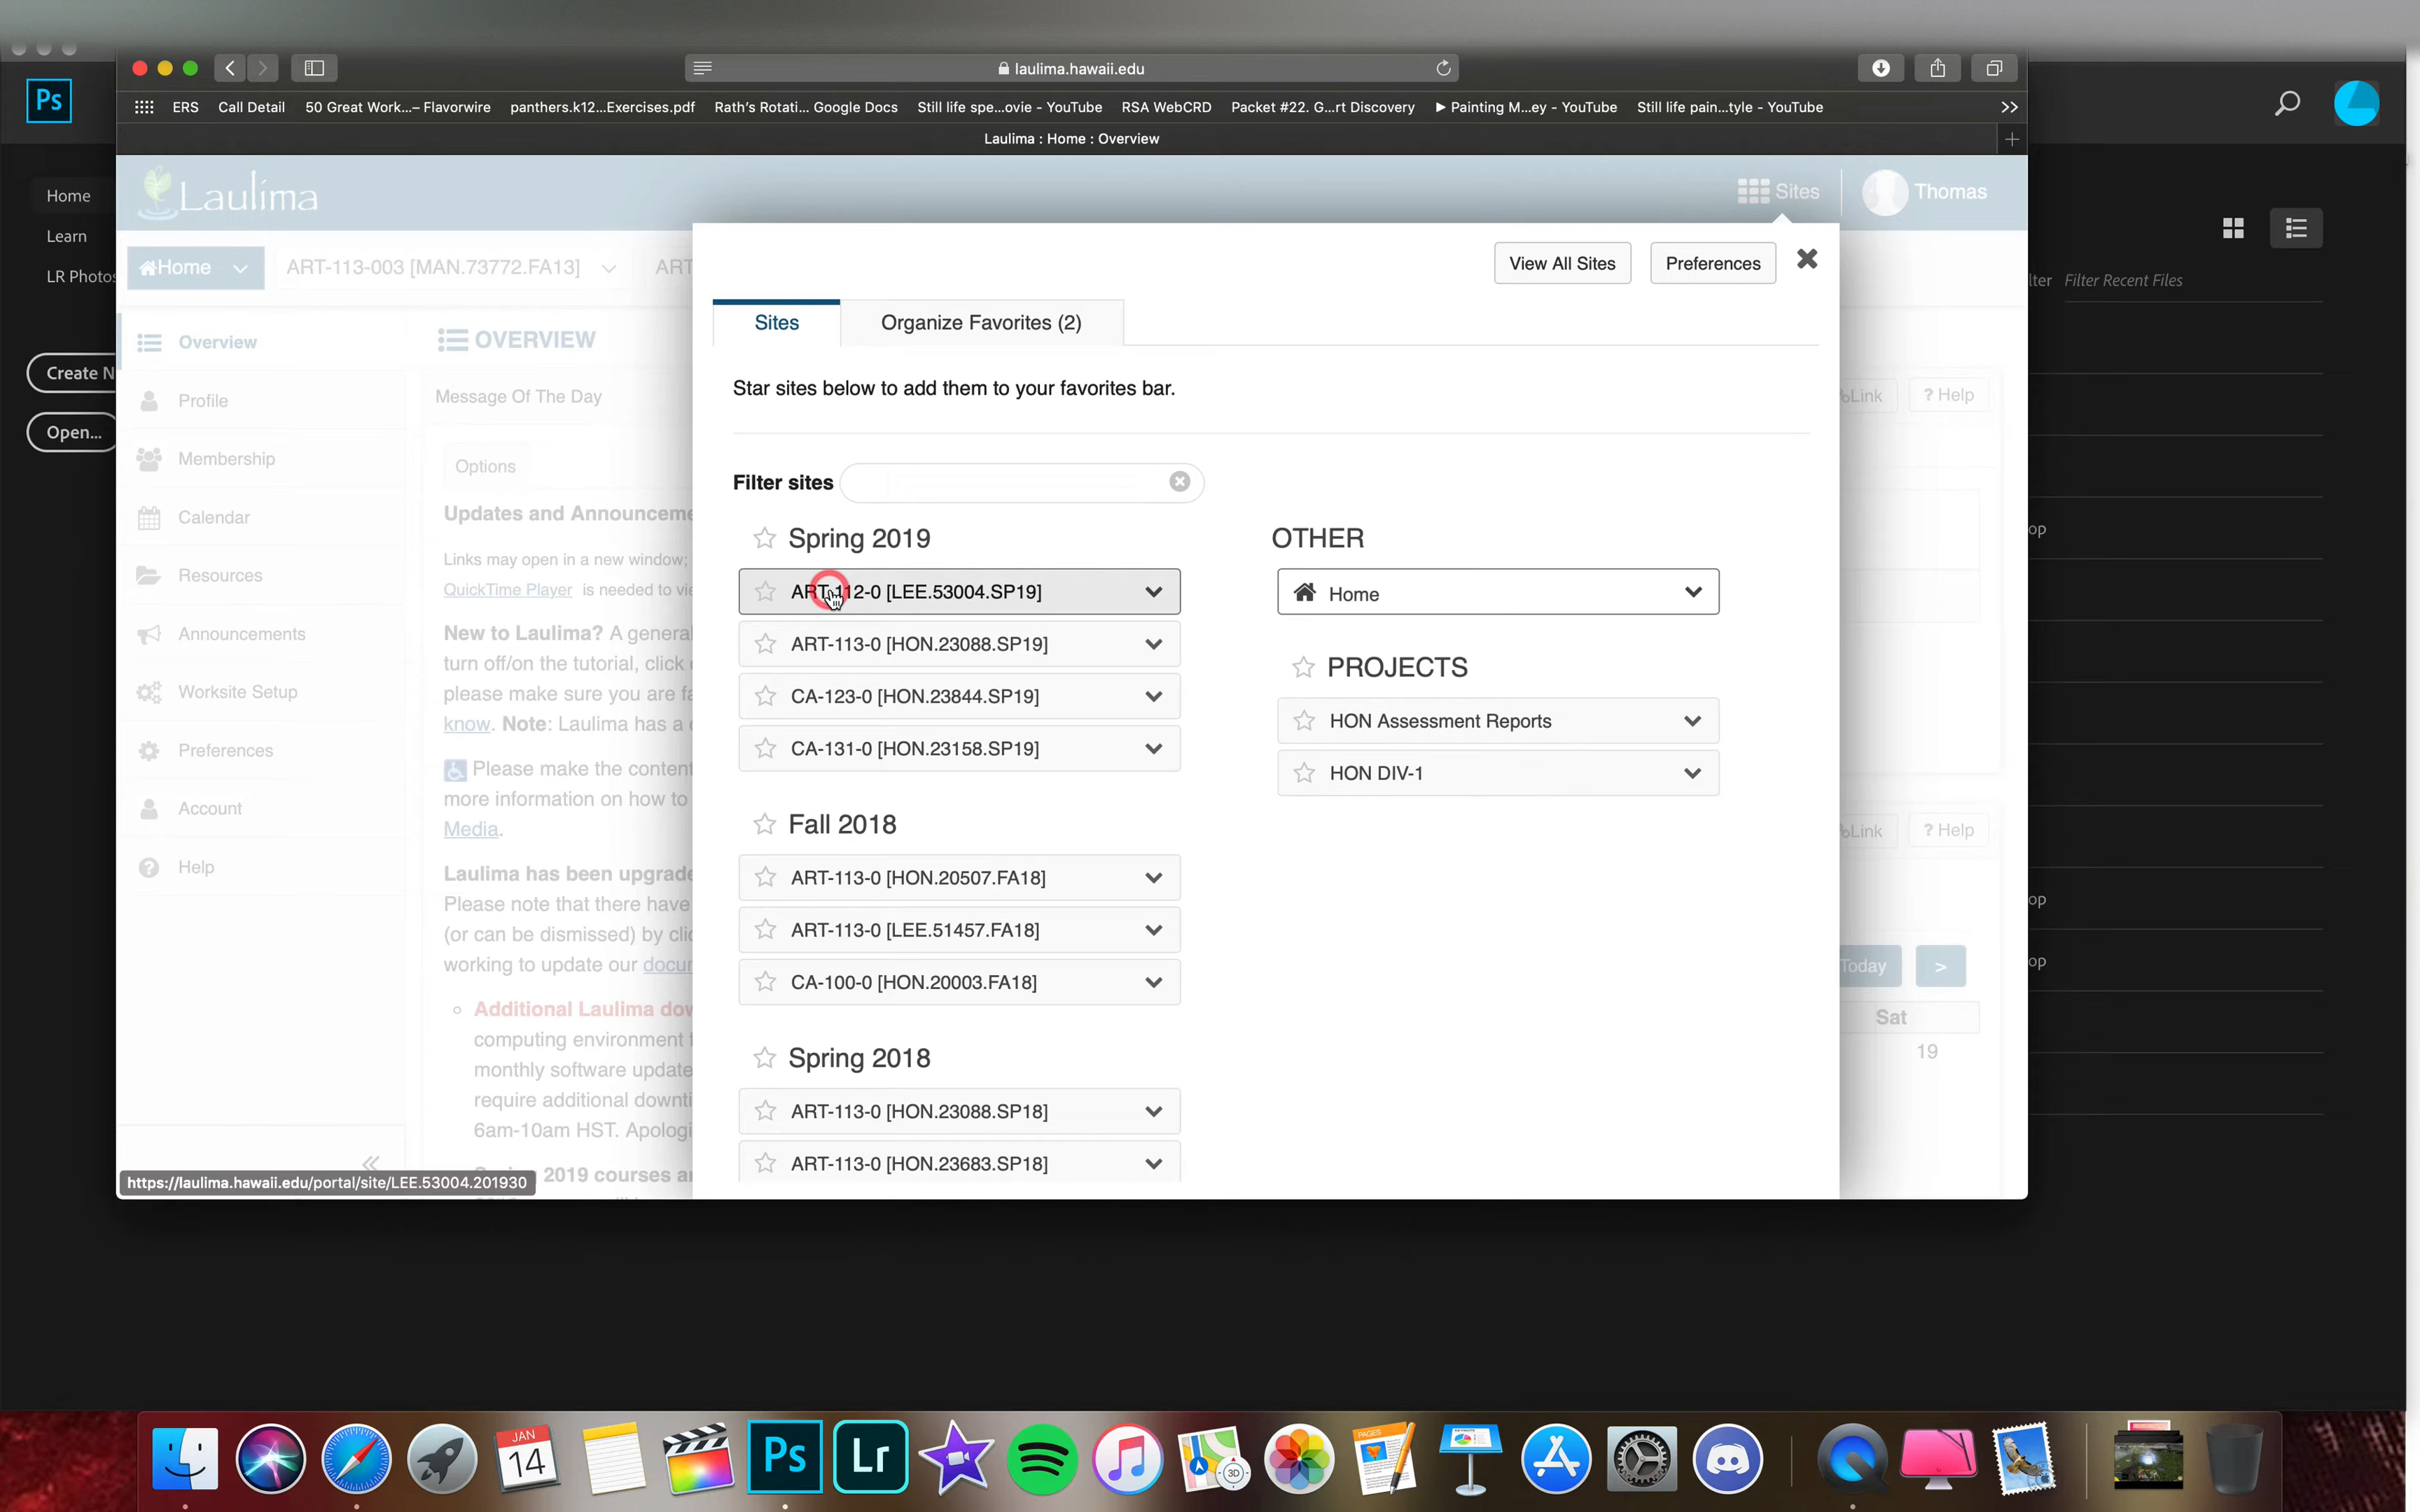 laulima.hawaii.edu
Ps
ERS Call Detail 50 Great Work...– Flavorwire panthers.k12...Exercises.pdf Rath's Rotati... Google Docs Still life spe...ovie - YouTube RSA WebCRD Packet #22. G...rt Discovery ▶ Painting M...ey - YouTube Still life pain...tyle - YouTube
Laulima : Home : Overview
Laulima
Sites
Thomas
Home
Learn
LR Photos
Create N
Open...
Home
ART-113-003 [MAN.73772.FA13]
ART
View All Sites
Preferences
lter Filter Recent Files
Sites
Organize Favorites (2)
Overview
Profile
Membership
Calendar
Resources
Announcements
Worksite Setup
Preferences
Account
Help
OVERVIEW
Message Of The Day
Options
Updates and Announceme
Links may open in a new window;
QuickTime Player is needed to vie
New to Laulima? A general
turn off/on the tutorial, click
please make sure you are fa
know. Note: Laulima has a
Please make the content
more information on how to
Media.
Laulima has been upgrade
Please note that there have
(or can be dismissed) by cli
working to update our docu
Additional Laulima dow
computing environment
monthly software update
require additional downti
6am-10am HST. Apologi
2019 courses a
Star sites below to add them to your favorites bar.
Filter sites
Spring 2019
ART-112-0 [LEE.53004.SP19]
ART-113-0 [HON.23088.SP19]
CA-123-0 [HON.23844.SP19]
CA-131-0 [HON.23158.SP19]
Fall 2018
ART-113-0 [HON.20507.FA18]
ART-113-0 [LEE.51457.FA18]
CA-100-0 [HON.20003.FA18]
Spring 2018
ART-113-0 [HON.23088.SP18]
ART-113-0 [HON.23683.SP18]
OTHER
Home
PROJECTS
HON Assessment Reports
HON DIV-1
Link
? Help
Link
? Help
Today
>
Sat
19
op
op
op
https://laulima.hawaii.edu/portal/site/LEE.53004.201930
JAN
14
Ps
Lr
3D
PAGES